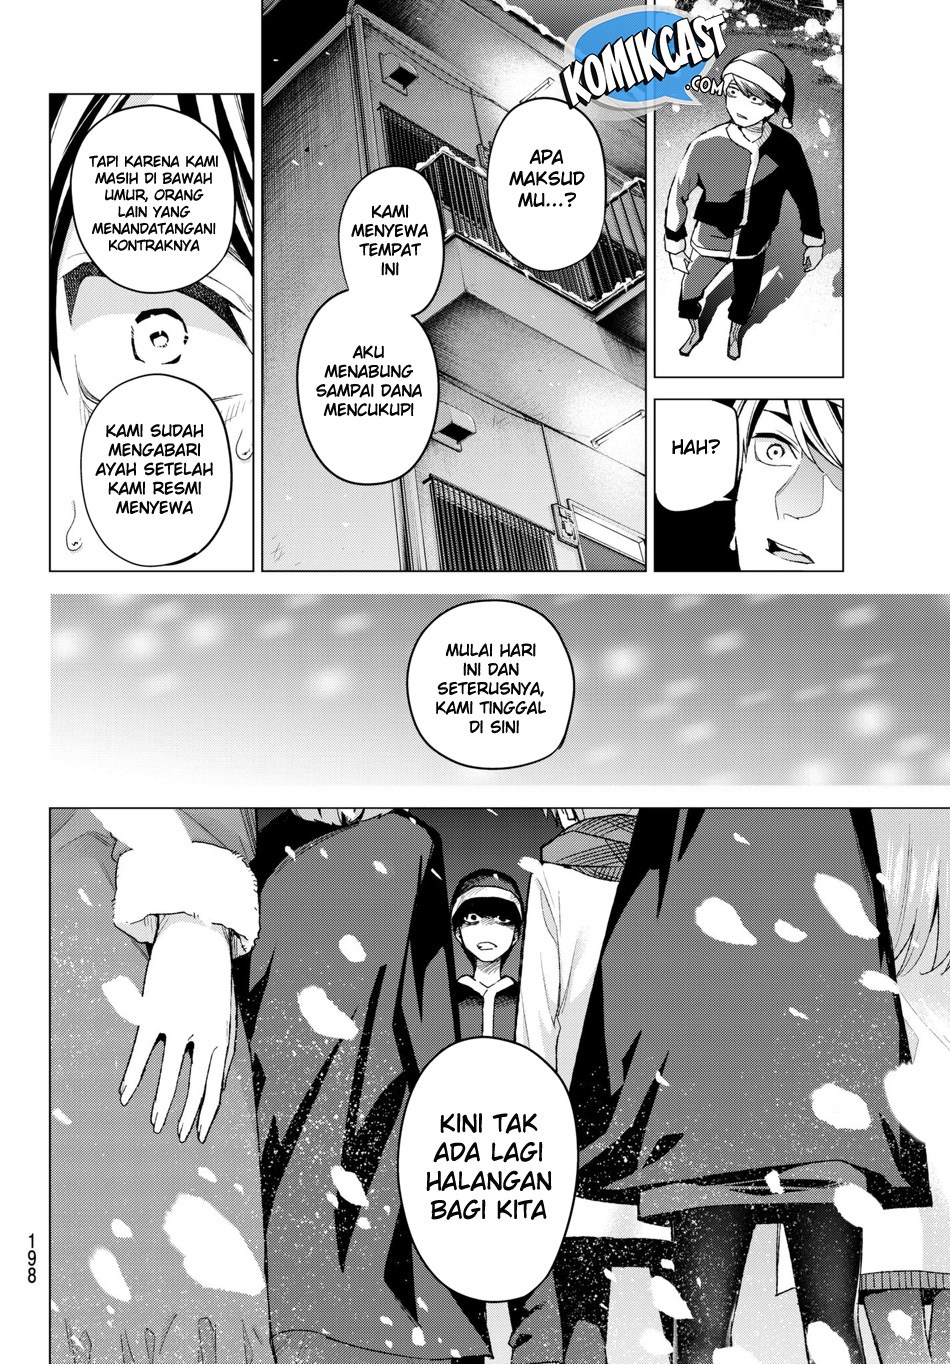 KOMIKCAST
.COM
APA
MAKSUD
MU...?
HAH?
KAMI
MENYEWA
TEMPAT
INI
AKU
MENABUNG
SAMPAI DANA
MENCUKUPI
TAPI KARENA KAMI
MASIH DI BAWAH
UMUR, ORANG
LAIN YANG
MENANDATANGANI
KONTRAKNYA
KAMI SUDAH
MENGABARI
AYAH SETELAH
KAMI RESMI
MENYEWA
MULAI HARI
INI DAN
SETERUSNYA,
KAMI TINGGAL
DI SINI
KINI TAK
ADA LAGI
HALANGAN
BAGI KITA
198